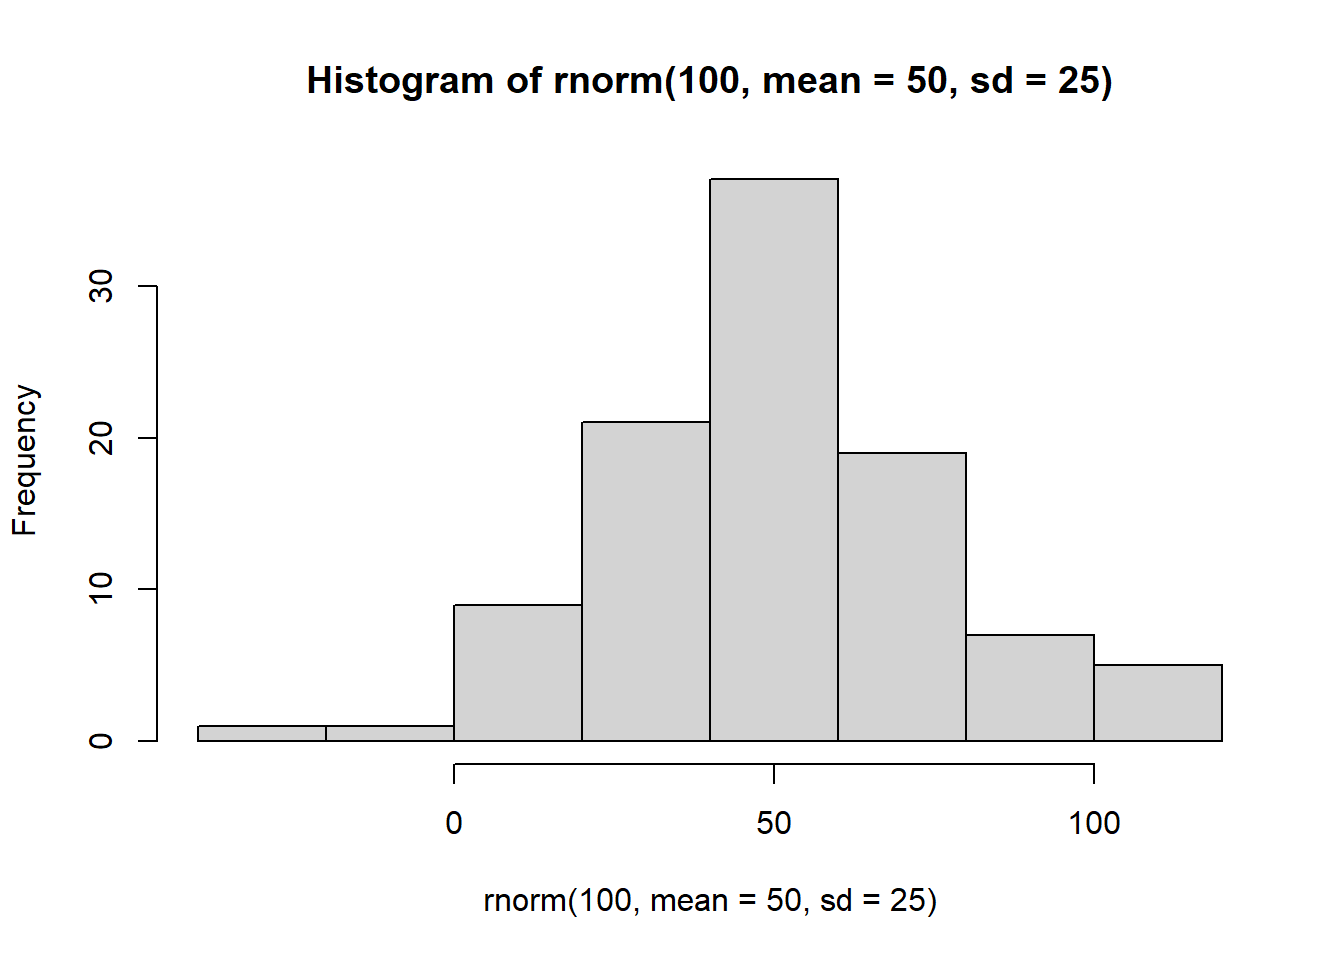 Histogram of rnorm(100, mean = 50, sd = 25)
30
20
10
0
Frequency
0 50 100
rnorm(100, mean = 50, sd = 25)